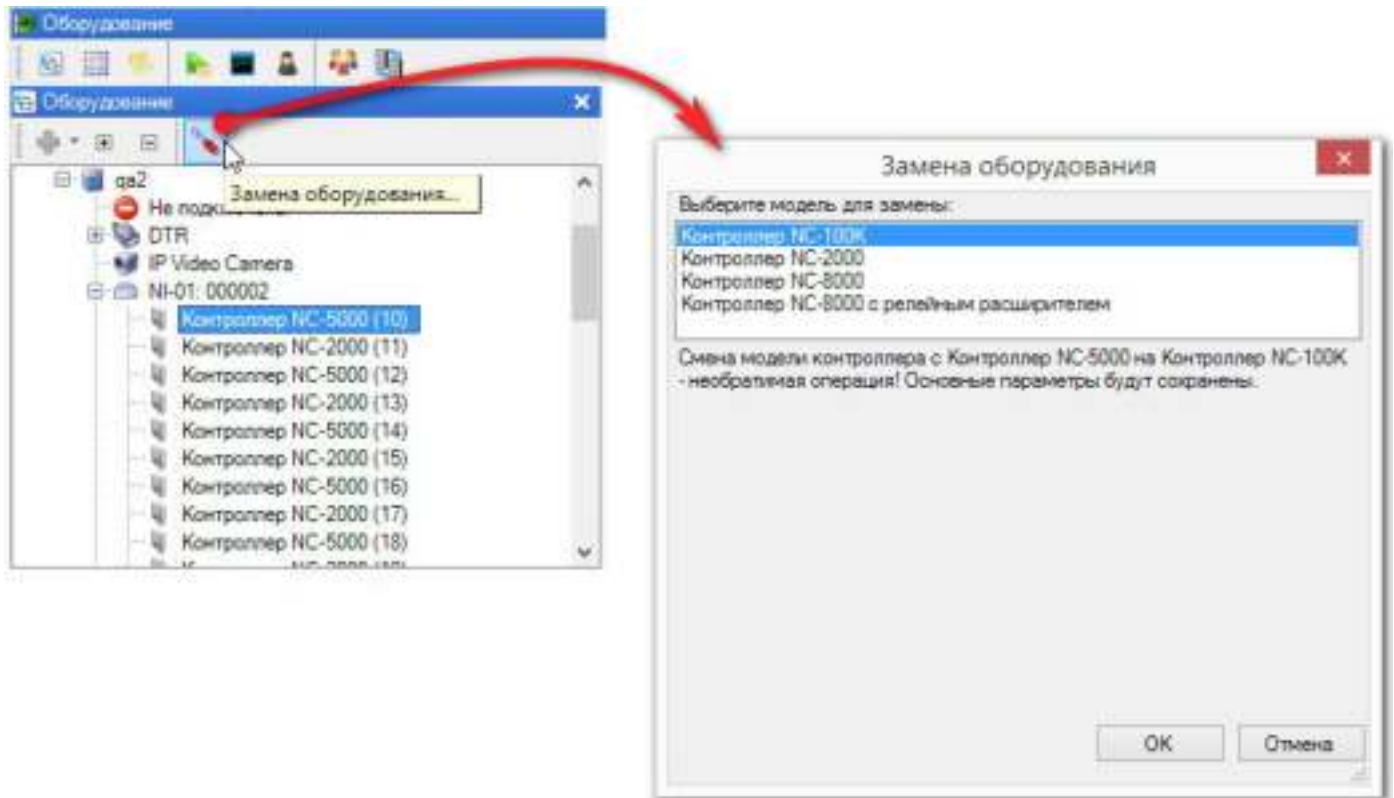 Оборудование
Оборудование
qa2
Замена оборудования...
Не подк
DTR
IP Video Camera
NI-01: 000002
Контроллер NC-5000 (10)
Контроллер NC-2000 (11)
Контроллер NC-5000 (12)
Контроллер NC-2000 (13)
Контроллер NC-5000 (14)
Контроллер NC-2000 (15)
Контроллер NC-5000 (16)
Контроллер NC-2000 (17)
Контроллер NC-5000 (18)
Замена оборудования
Выберите модель для замены:
Контроллер NC-100K
Контроллер NC-2000
Контроллер NC-8000
Контроллер NC-8000 с релейным расширителем
Смена модели контроллера с Контроллер NC-5000 на Контроллер NC-100K
- необратимая операция! Основные параметры будут сохранены.
OK
Отмена